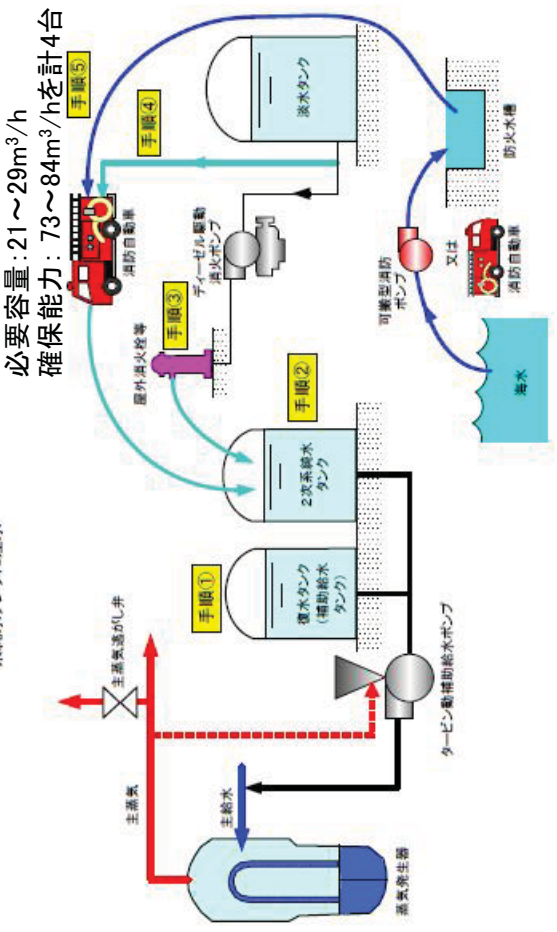 必要容量:21～29m³/h
確保能力:73～84m³/hを計4台
主蒸気逃がし弁
主蒸気
主給水
蒸気発生器
タービン動補助給水ポンプ
手順①
復水タンク
(補助給水
タンク)
手順②
2次系純水
タンク
手順③
屋外消火栓等
ディーゼル駆動
消火ポンプ
手順④
手順⑤
消防自動車
淡水タンク
可搬型消防
ポンプ
又は
消防自動車
防火水槽
海水